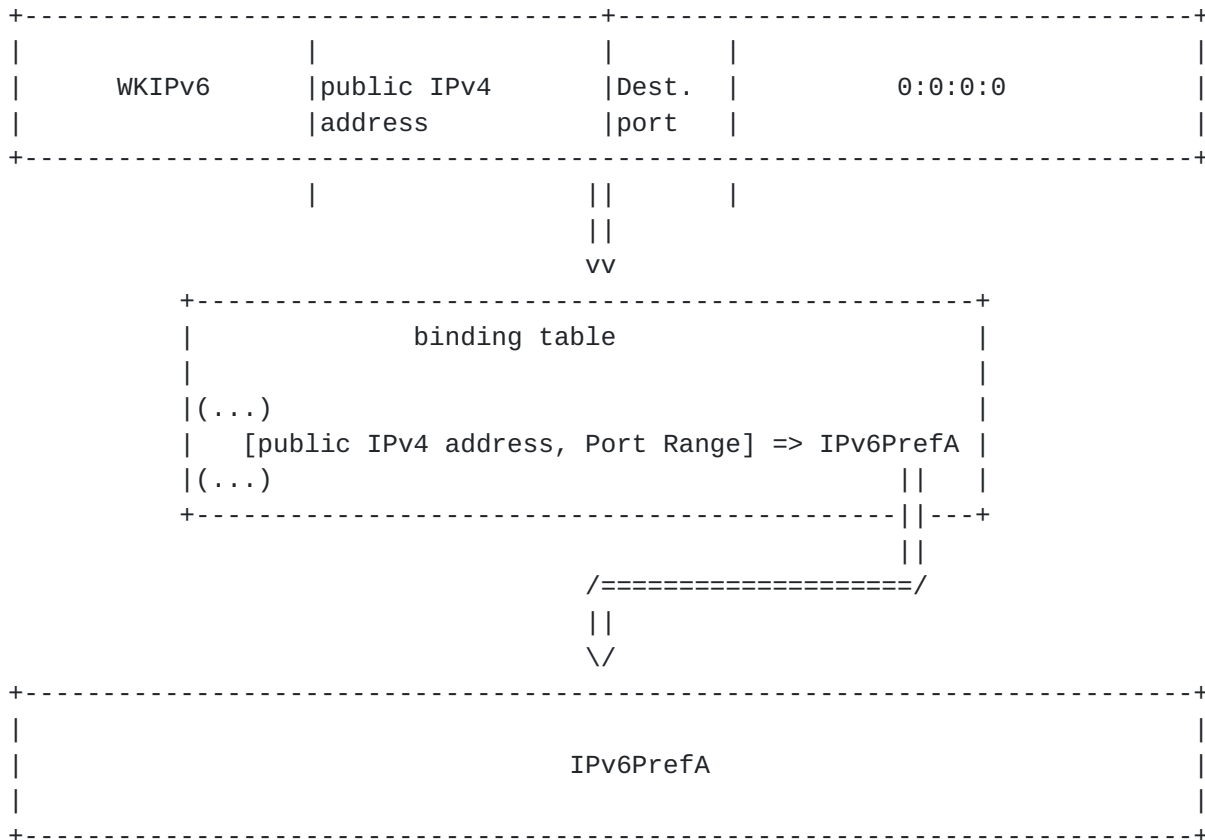 WKIPv6 public IPv4 Dest. 0:0:0:0
address port
binding table
(...)
[public IPv4 address, Port Range] => IPv6PrefA
(...)
IPv6PrefA